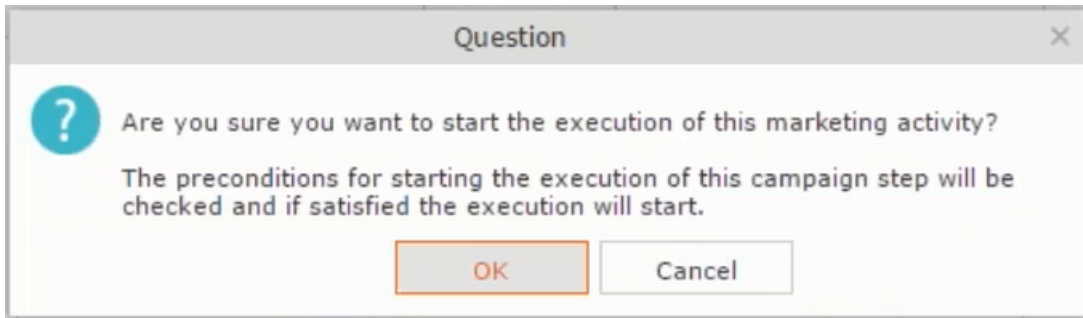 Question
Are you sure you want to start the execution of this marketing activity?
The preconditions for starting the execution of this campaign step will be
checked and if satisfied the execution will start.
OK
Cancel